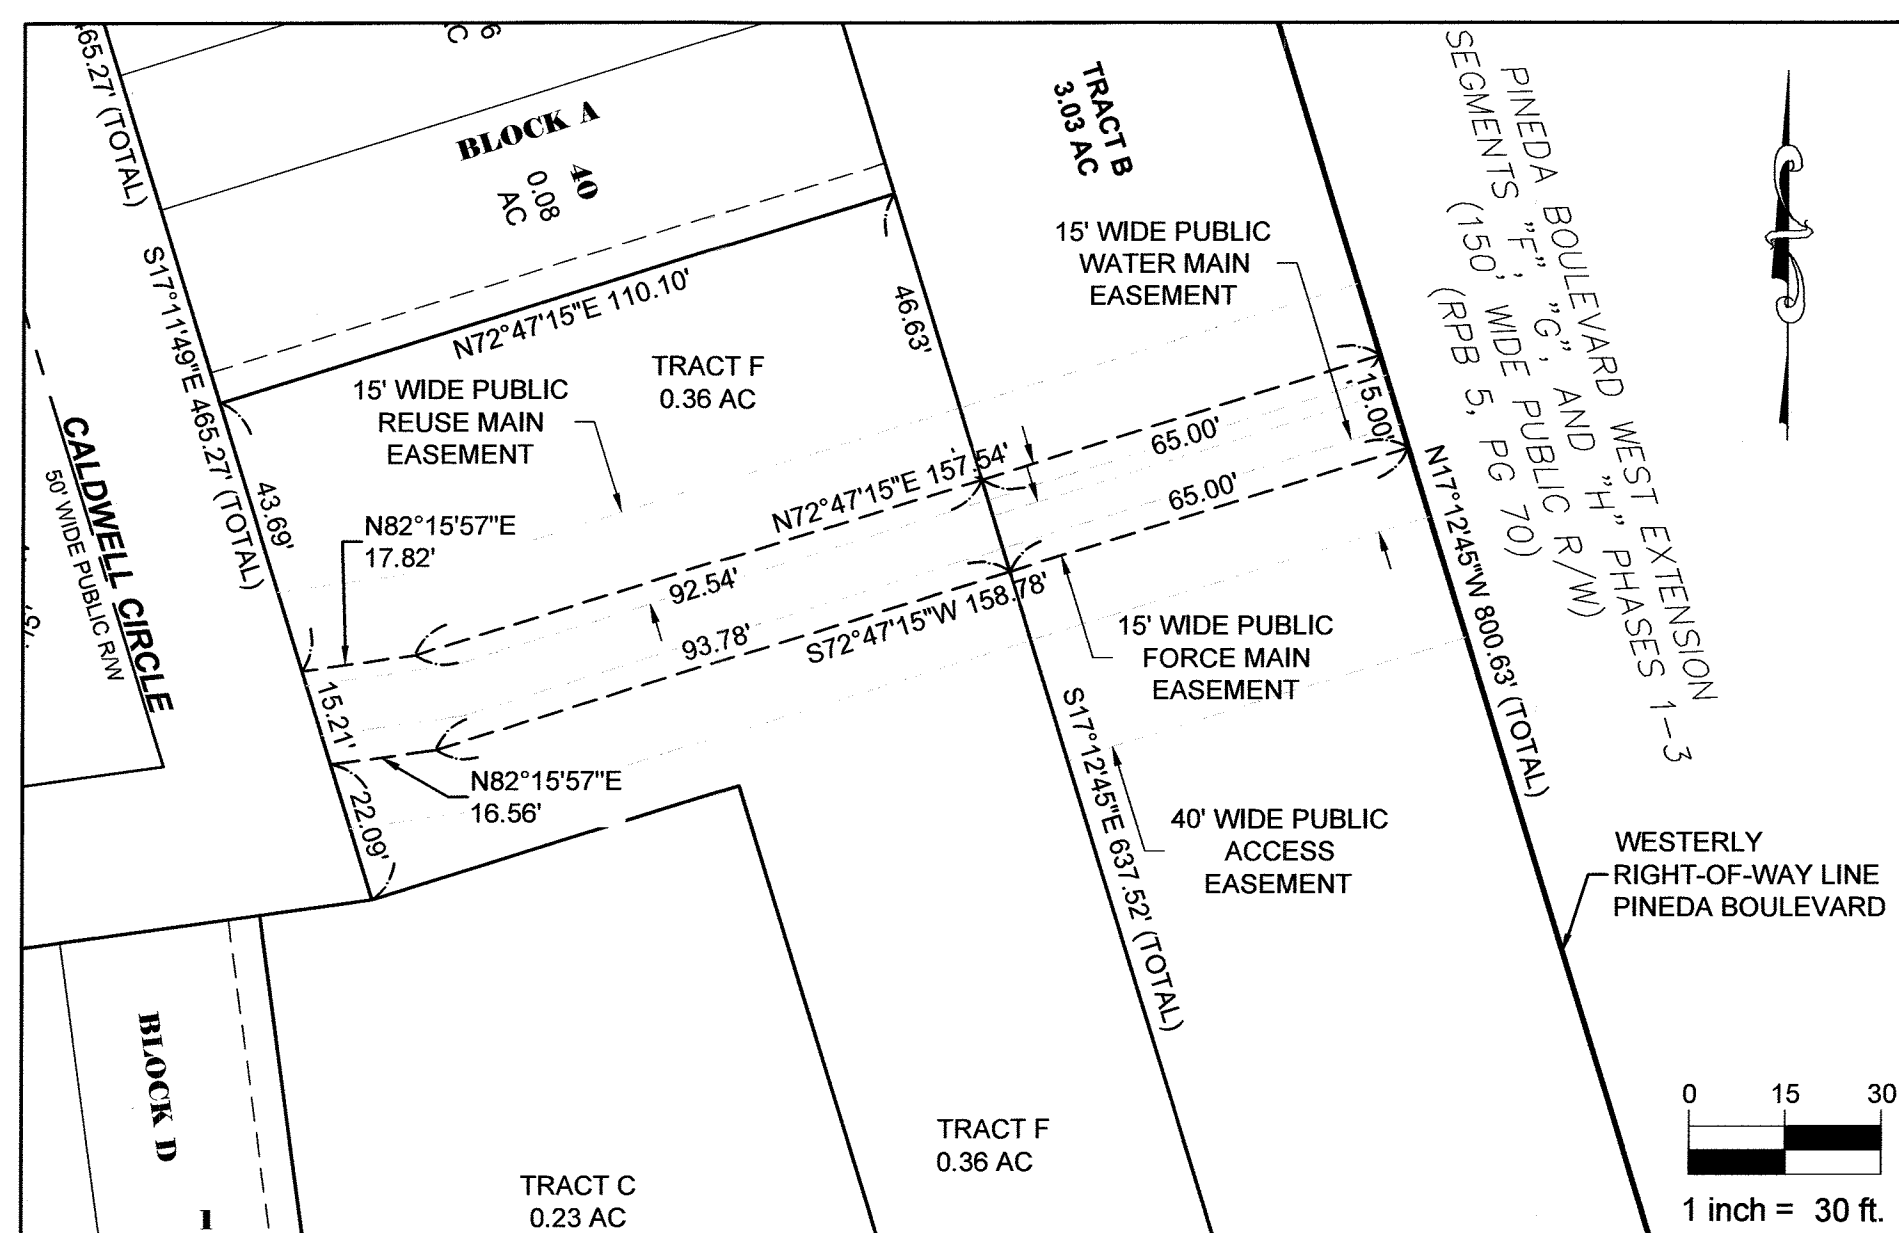 465.27' (TOTAL)
6
C
BLOCK A
40
0.08
AC
TRACT B
3.03 AC
PINEDA BOULEVARD WEST EXTENSION
SEGMENTS "F", "G", AND "H" PHASES 1-3
(150' WIDE PUBLIC R/W)
(RPB 5, PG 70)
15' WIDE PUBLIC
WATER MAIN
EASEMENT
S17°11'49"E 465.27' (TOTAL)
N72°47'15"E 110.10'
46.63'
TRACT F
0.36 AC
15' WIDE PUBLIC
REUSE MAIN
EASEMENT
CALDWELL CIRCLE
50' WIDE PUBLIC R/W
43.69'
N82°15'57"E
17.82'
N72°47'15"E 157.54'
65.00'
15.00'
65.00'
N17°12'45"W 800.63' (TOTAL)
92.54'
93.78'
S72°47'15"W 158.78'
15' WIDE PUBLIC
FORCE MAIN
EASEMENT
15.21'
N82°15'57"E
16.56'
22.09'
S17°12'45"E 637.52' (TOTAL)
40' WIDE PUBLIC
ACCESS
EASEMENT
WESTERLY
RIGHT-OF-WAY LINE
PINEDA BOULEVARD
BLOCK D
1
TRACT C
0.23 AC
TRACT F
0.36 AC
0 15 30
1 inch = 30 ft.